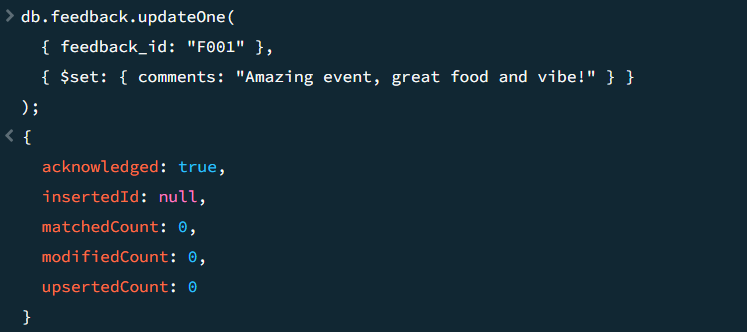 > db.feedback.updateOne(
{ feedback_id: "F001" },
{ $set: { comments: "Amazing event, great food and vibe!" } }
);
< {
acknowledged: true,
insertedId: null,
matchedCount: 0,
modifiedCount: 0,
upsertedCount: 0
}